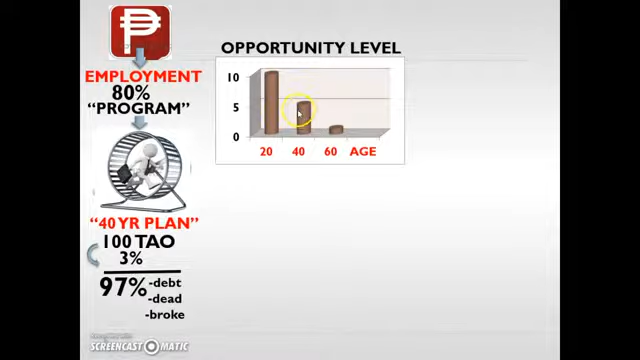 ₱
EMPLOYMENT
80%
“PROGRAM”
“40 YR PLAN”
100 TAO
3%
97%
-debt
-dead
-broke
OPPORTUNITY LEVEL
10
5
0
20 40 60 AGE
SCREENCAST O MATIC